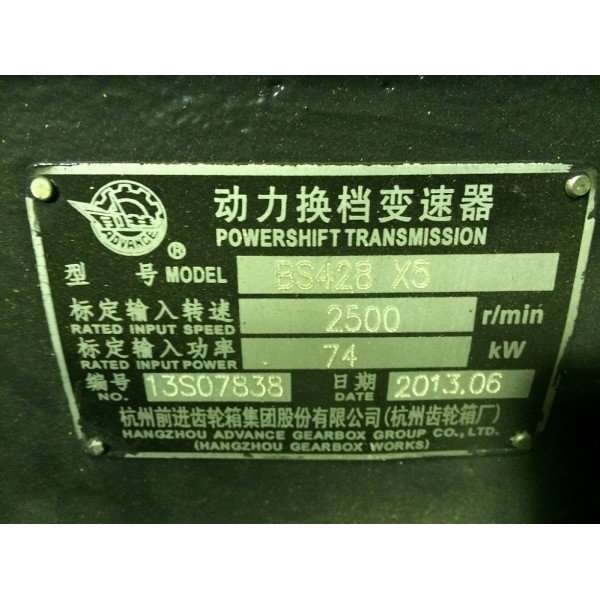 前进
ADVANCE
®
动力换档变速器
POWERSHIFT TRANSMISSION
型 号 MODEL BS428 X5
标定输入转速 2500 r/min
RATED INPUT SPEED
标定输入功率 74 kW
RATED INPUT POWER
编号 13S07838 日期 2013.06
NO. DATE
杭州前进齿轮箱集团股份有限公司(杭州齿轮箱厂)
HANGZHOU ADVANCE GEARBOX GROUP CO., LTD.
(HANGZHOU GEARBOX WORKS)